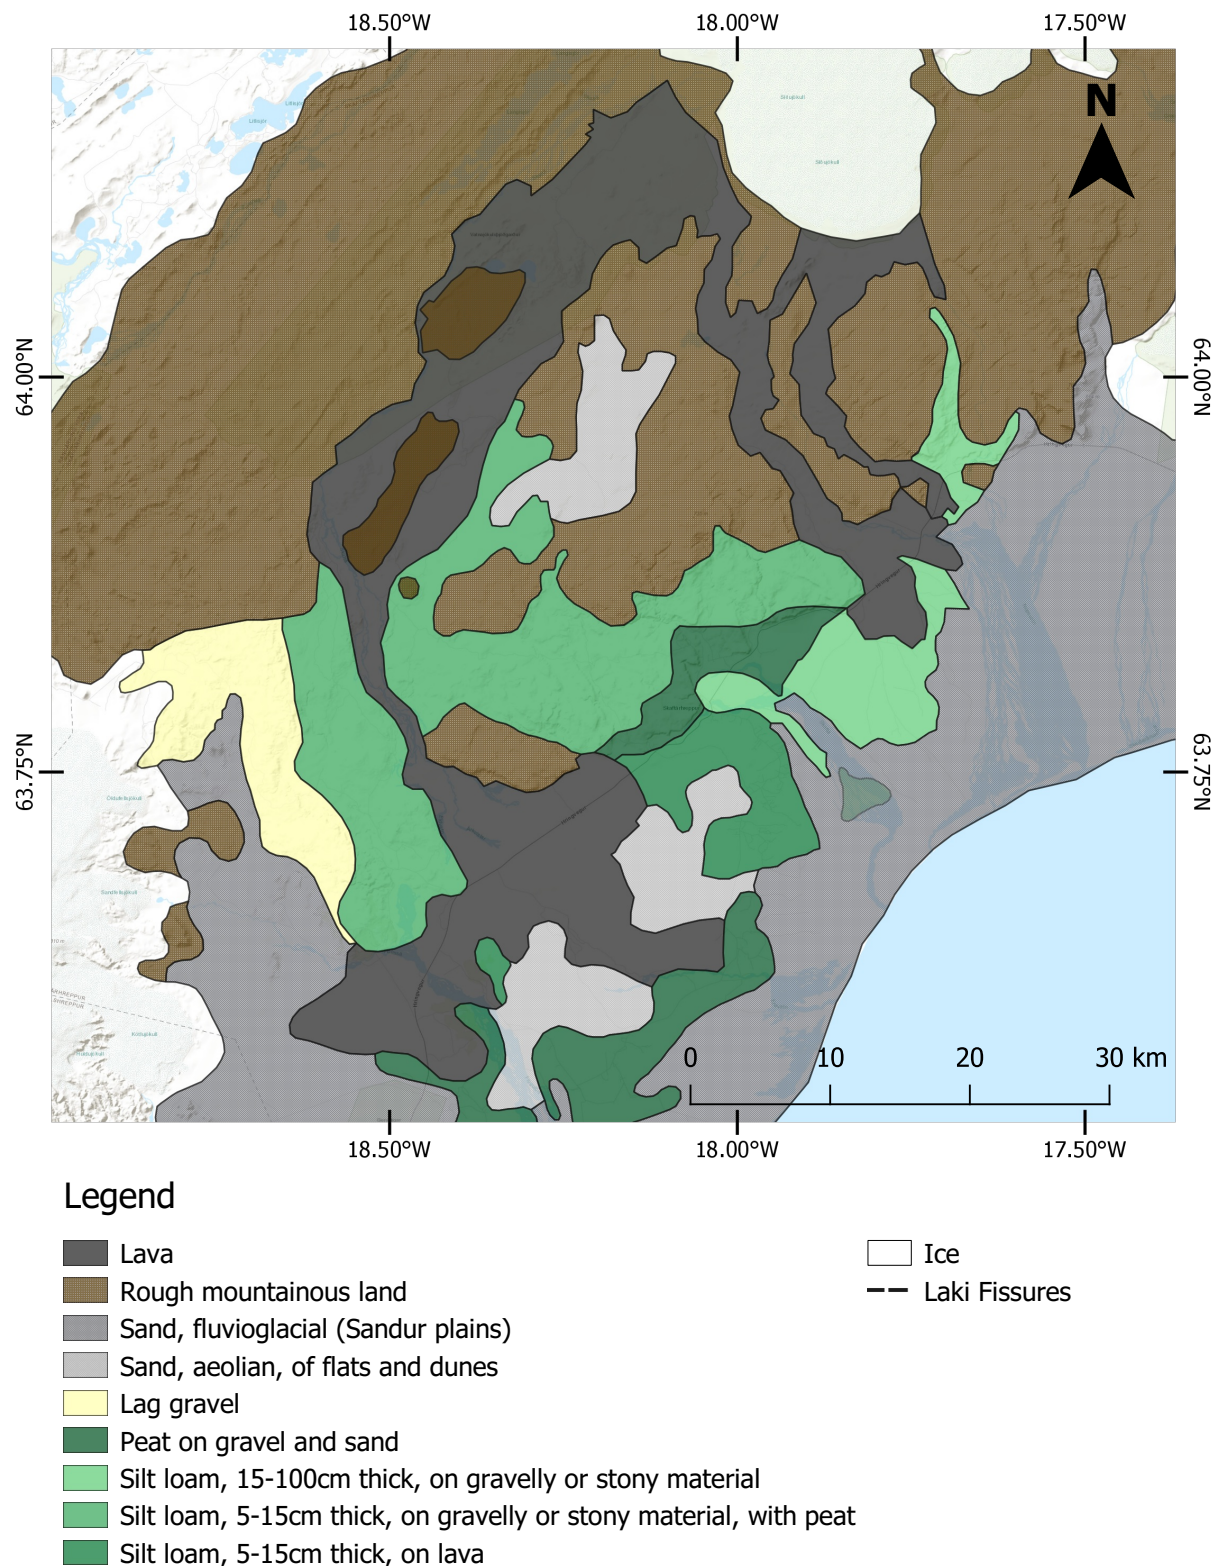 18.50°W 18.00°W 17.50°W
N
64.00°N 64.00°N
63.75°N 63.75°N
0 10 20 30 km
18.50°W 18.00°W 17.50°W
Legend
Lava
Rough mountainous land
Sand, fluvioglacial (Sandur plains)
Sand, aeolian, of flats and dunes
Lag gravel
Peat on gravel and sand
Silt loam, 15-100cm thick, on gravelly or stony material
Silt loam, 5-15cm thick, on gravelly or stony material, with peat
Silt loam, 5-15cm thick, on lava
Ice
Laki Fissures